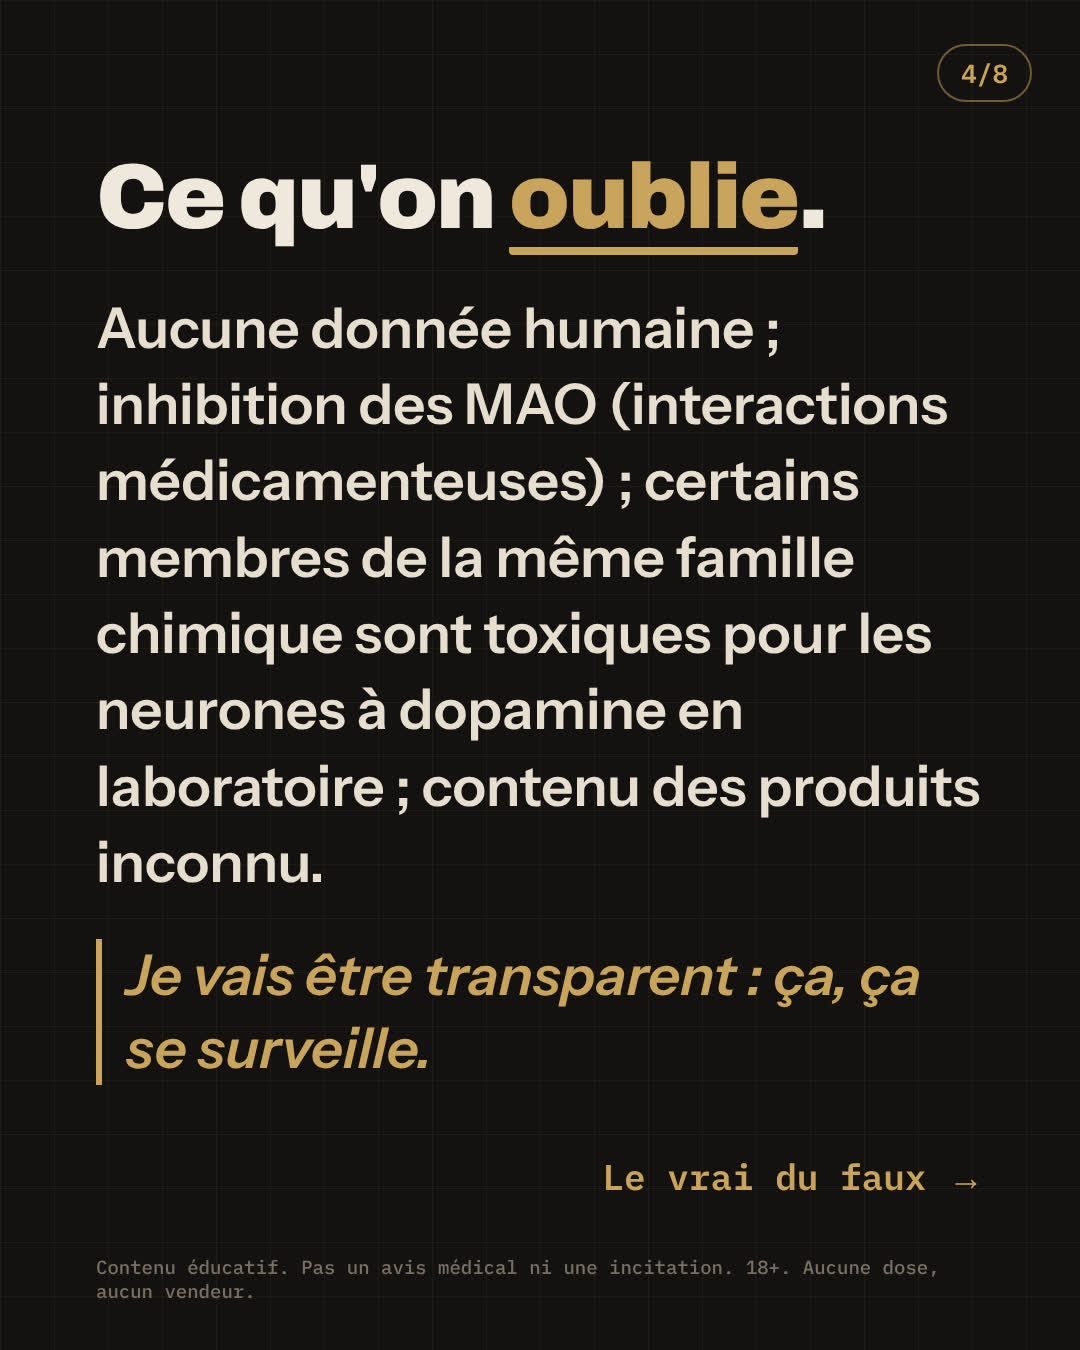 4/8
Ce qu'on oublie.
Aucune donnée humaine ;
inhibition des MAO (interactions
médicamenteuses) ; certains
membres de la même famille
chimique sont toxiques pour les
neurones à dopamine en
laboratoire ; contenu des produits
inconnu.
Je vais être transparent : ça, ça
se surveille.
Le vrai du faux →
Contenu éducatif. Pas un avis médical ni une incitation. 18+. Aucune dose,
aucun vendeur.